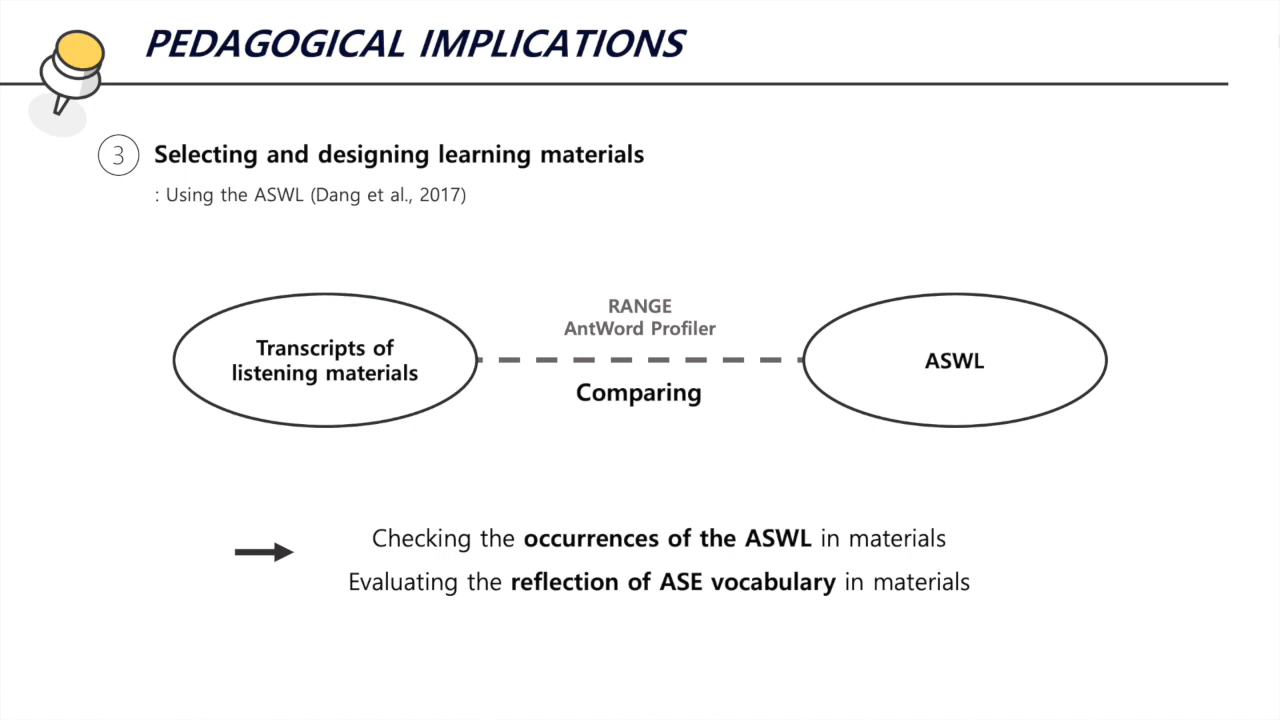 PEDAGOGICAL IMPLICATIONS
3 Selecting and designing learning materials
: Using the ASWL (Dang et al., 2017)
Transcripts of
listening materials
RANGE
AntWord Profiler
Comparing
ASWL
Checking the occurrences of the ASWL in materials
Evaluating the reflection of ASE vocabulary in materials